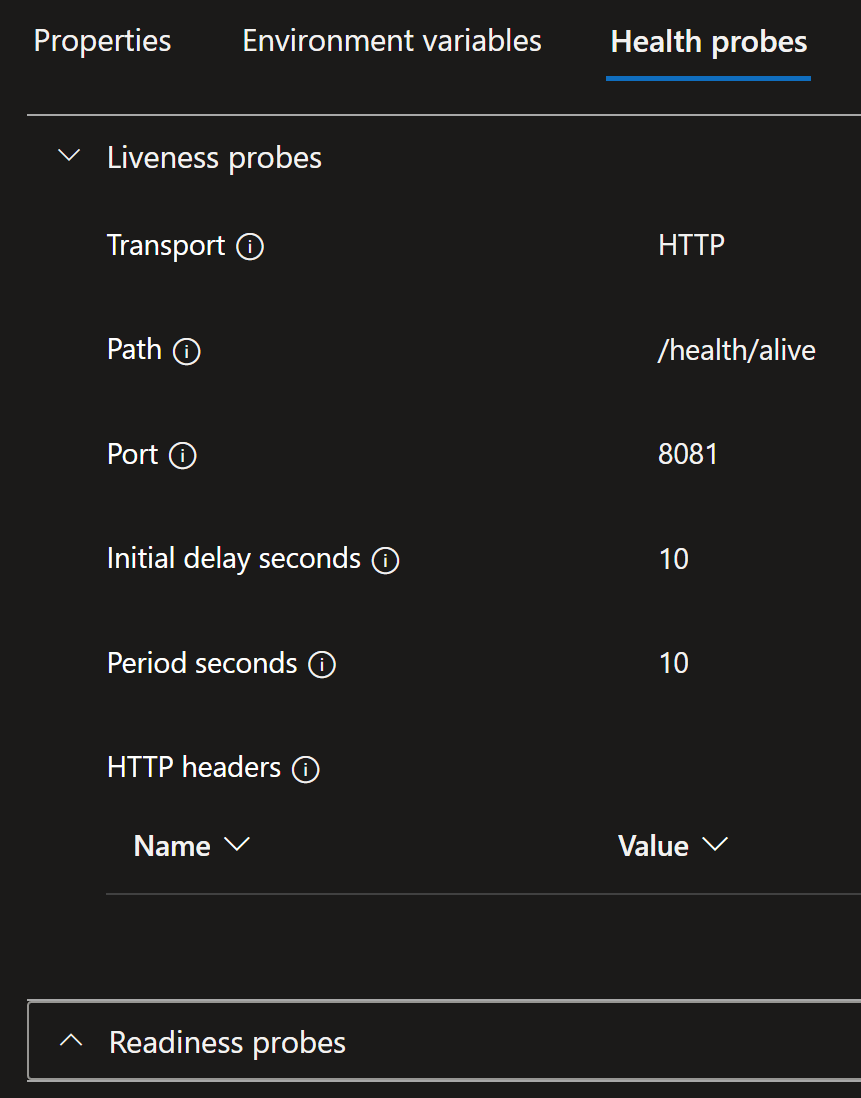 Properties Environment variables Health probes
Liveness probes
Transport HTTP
Path /health/alive
Port 8081
Initial delay seconds 10
Period seconds 10
HTTP headers
Name Value
Readiness probes